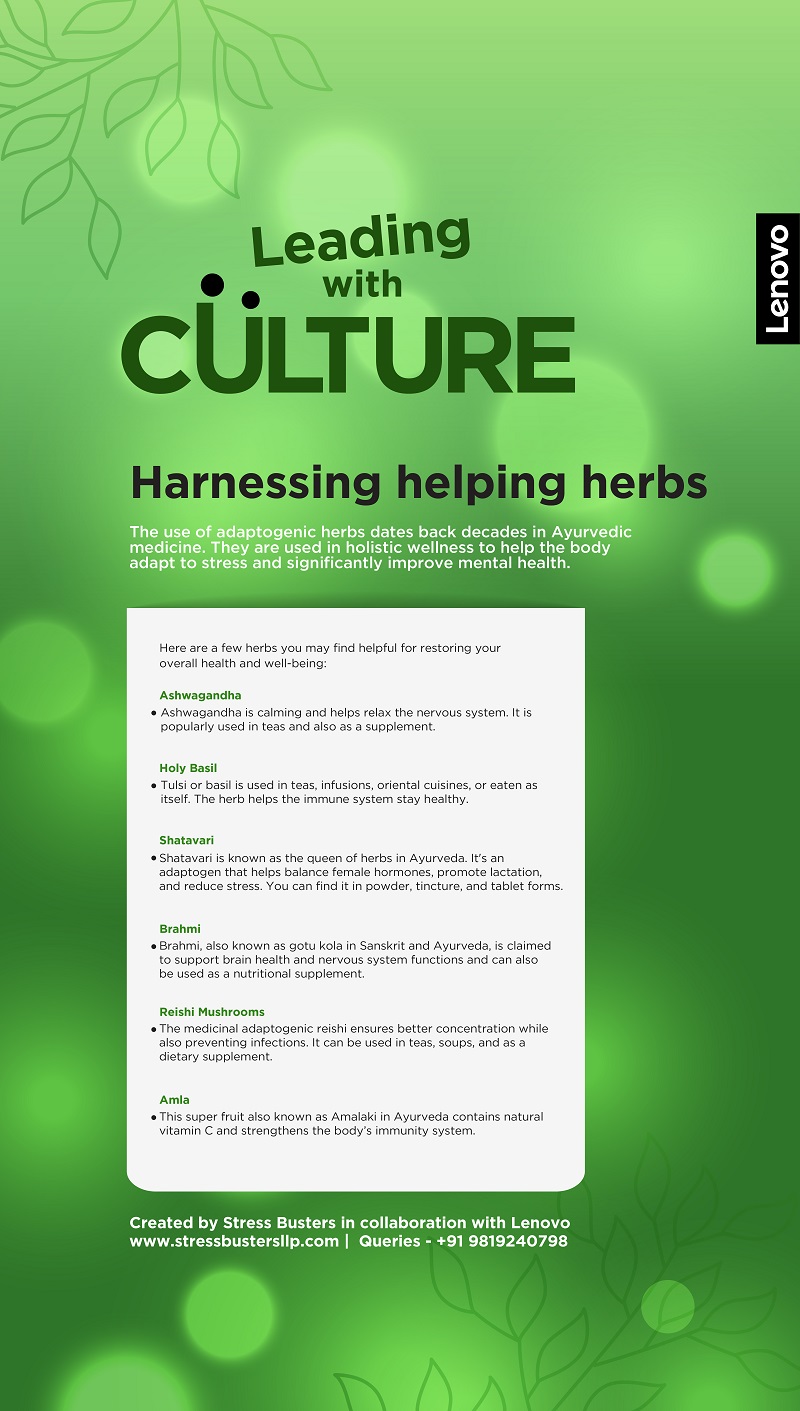 Leading
with
CÜLTURE
Lenovo
Harnessing helping herbs
The use of adaptogenic herbs dates back decades in Ayurvedic
medicine. They are used in holistic wellness to help the body
adapt to stress and significantly improve mental health.
Here are a few herbs you may find helpful for restoring your
overall health and well-being:
Ashwagandha
• Ashwagandha is calming and helps relax the nervous system. It is
popularly used in teas and also as a supplement.
Holy Basil
• Tulsi or basil is used in teas, infusions, oriental cuisines, or eaten as
itself. The herb helps the immune system stay healthy.
Shatavari
• Shatavari is known as the queen of herbs in Ayurveda. It's an
adaptogen that helps balance female hormones, promote lactation,
and reduce stress. You can find it in powder, tincture, and tablet forms.
Brahmi
• Brahmi, also known as gotu kola in Sanskrit and Ayurveda, is claimed
to support brain health and nervous system functions and can also
be used as a nutritional supplement.
Reishi Mushrooms
• The medicinal adaptogenic reishi ensures better concentration while
also preventing infections. It can be used in teas, soups, and as a
dietary supplement.
Amla
• This super fruit also known as Amalaki in Ayurveda contains natural
vitamin C and strengthens the body's immunity system.
Created by Stress Busters in collaboration with Lenovo
www.stressbustersllp.com | Queries - +91 9819240798